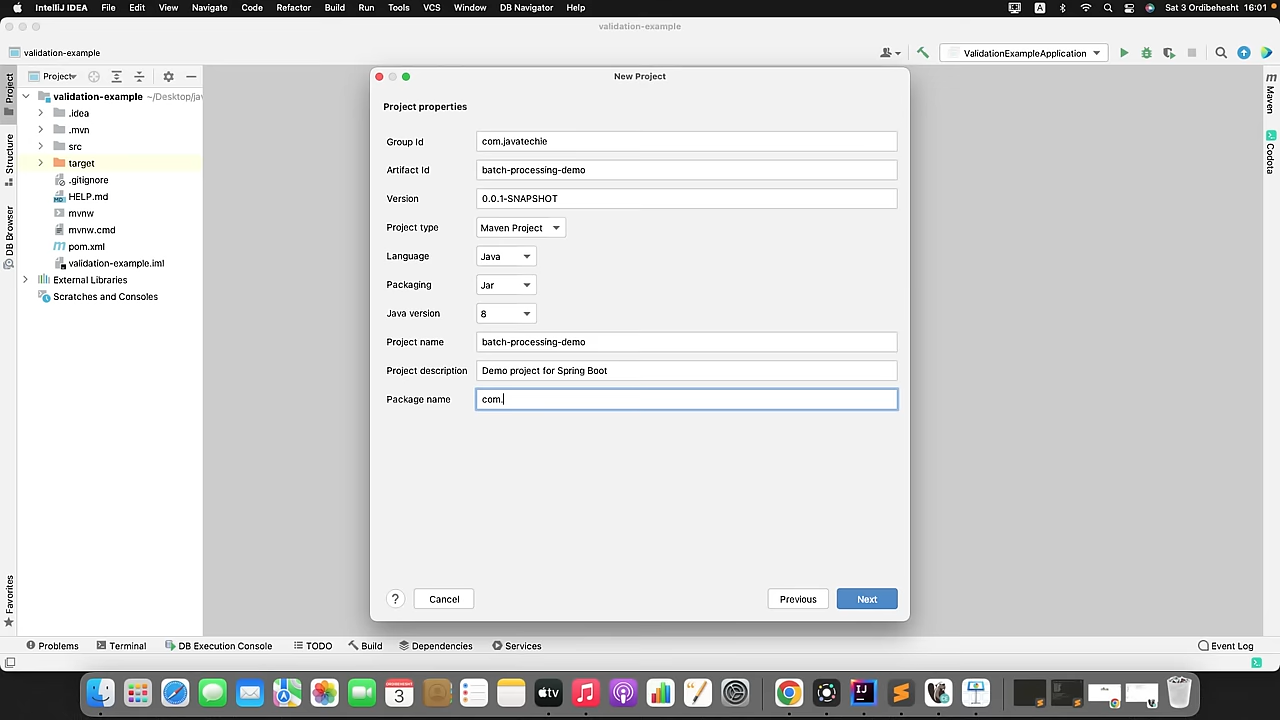 IntelliJ IDEA File Edit View Navigate Code Refactor Build Run Tools VCS Window DB Navigator Help A Sat 3 Ordibehesht 16:01
validation-example
validation-example
ValidationExampleApplication
Project
Project
validation-example ~/Desktop/jav
.idea
.mvn
src
target
.gitignore
HELP.md
mvnw
mvnw.cmd
pom.xml
validation-example.iml
External Libraries
Scratches and Consoles
Structure
DB Browser
Favorites
Maven
Codota
New Project
Project properties
Group Id com.javatechie
Artifact Id batch-processing-demo
Version 0.0.1-SNAPSHOT
Project type Maven Project
Language Java
Packaging Jar
Java version 8
Project name batch-processing-demo
Project description Demo project for Spring Boot
Package name com.
? Cancel Previous Next
Problems Terminal DB Execution Console TODO Build Dependencies Services Event Log
3
tv
IJ